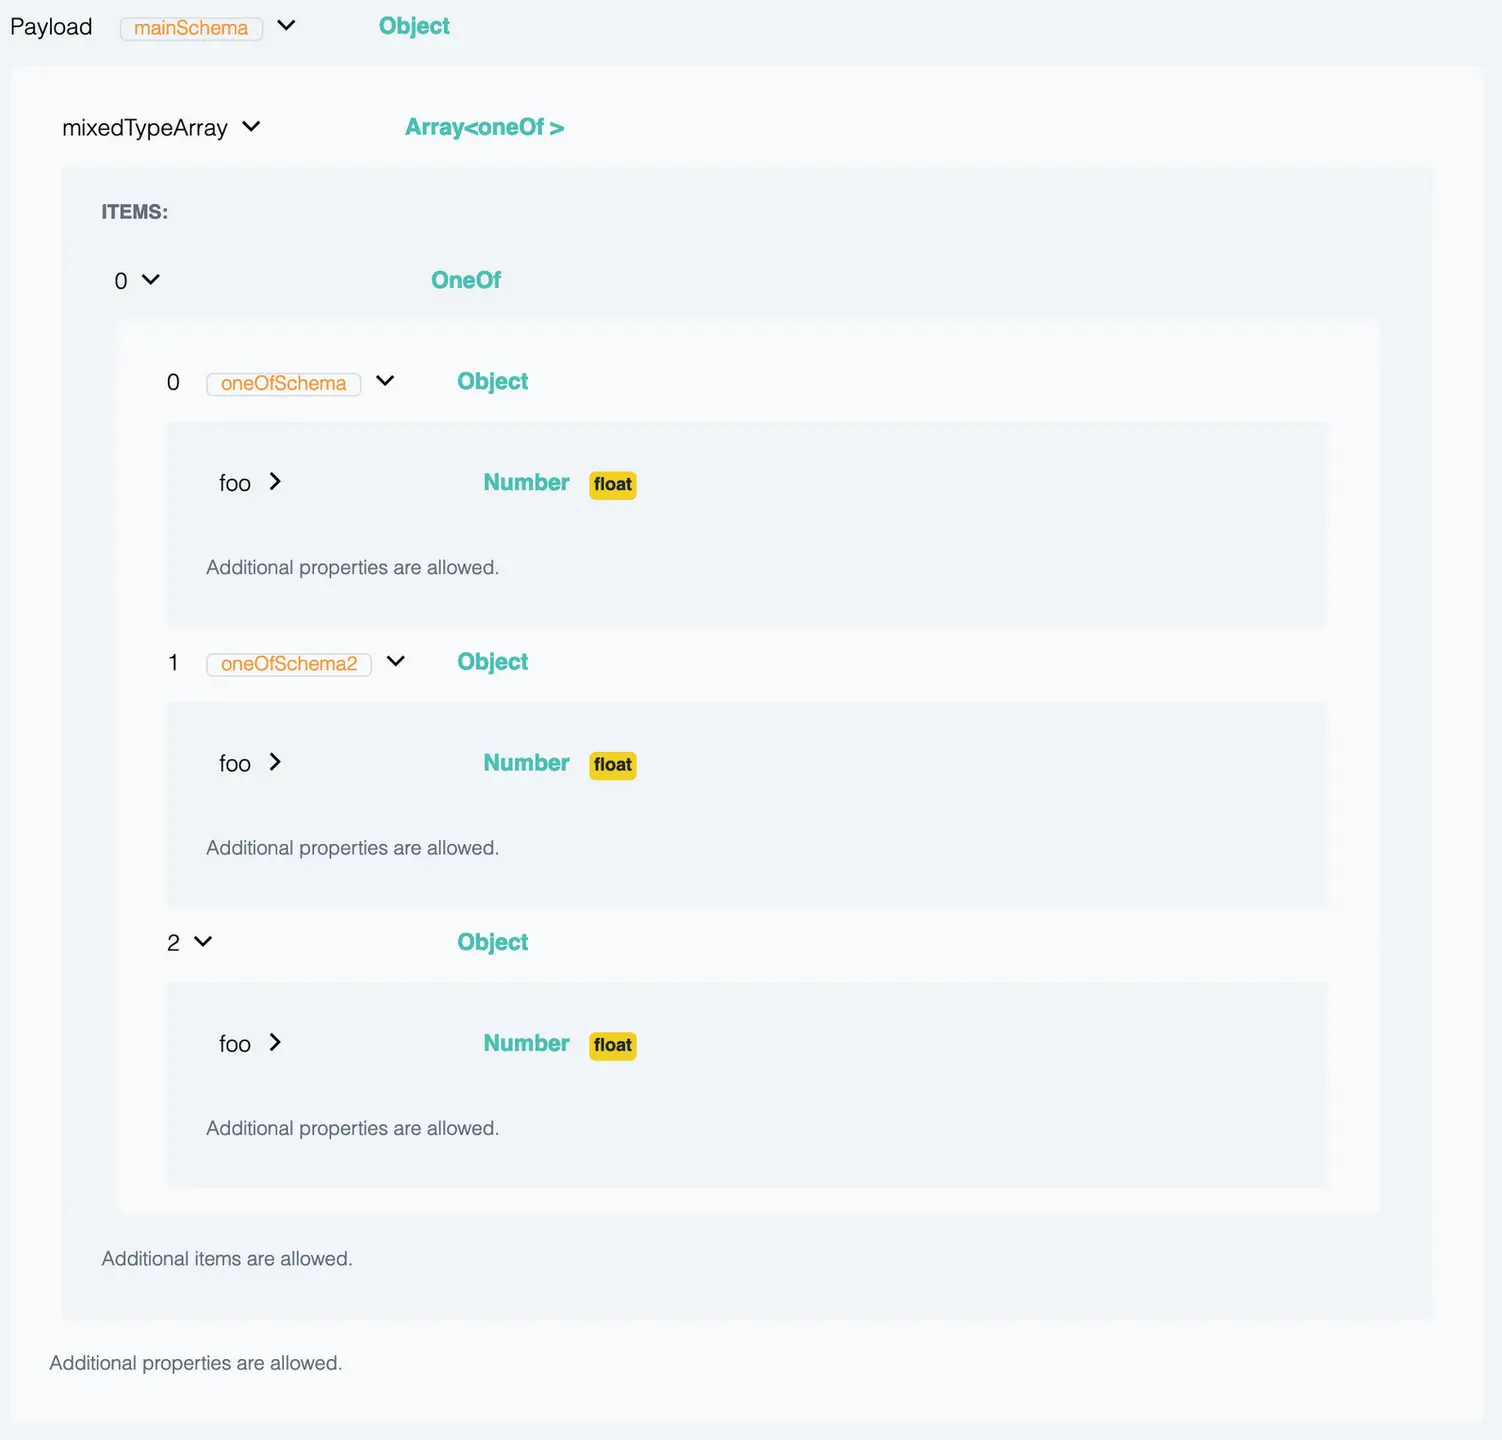 Payload mainSchema Object
mixedTypeArray Array<oneOf >
ITEMS:
0 OneOf
0 oneOfSchema Object
foo Number float
Additional properties are allowed.
1 oneOfSchema2 Object
foo Number float
Additional properties are allowed.
2 Object
foo Number float
Additional properties are allowed.
Additional items are allowed.
Additional properties are allowed.